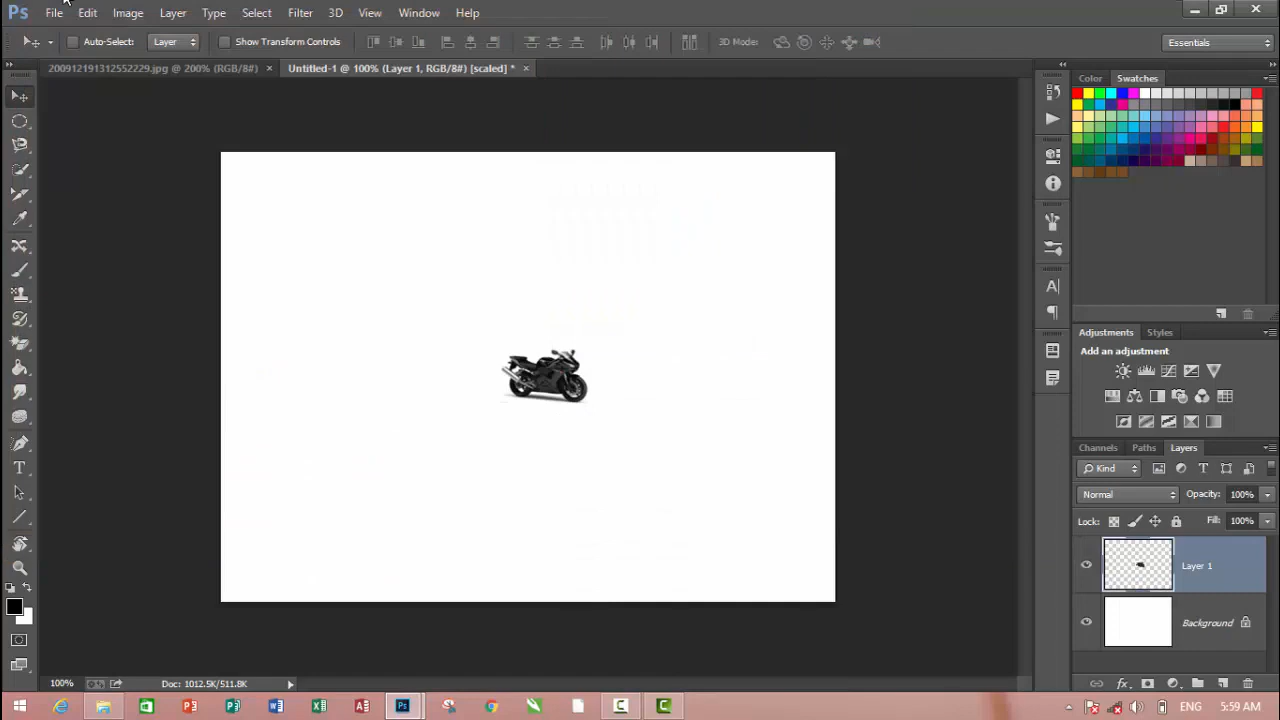 Ps File Edit Image Layer Type Select Filter 3D View Window Help
Auto-Select: Layer Show Transform Controls 3D Mode: Essentials
200912191312552229.jpg @ 200% (RGB/8#) × Untitled-1 @ 100% (Layer 1, RGB/8#) [scaled] * ×
Color Swatches
Adjustments Styles
Add an adjustment
Channels Paths Layers
Kind
Normal Opacity: 100%
Lock: Fill: 100%
Layer 1
Background
100% Doc: 1012.5K/511.8K
ENG 5:59 AM